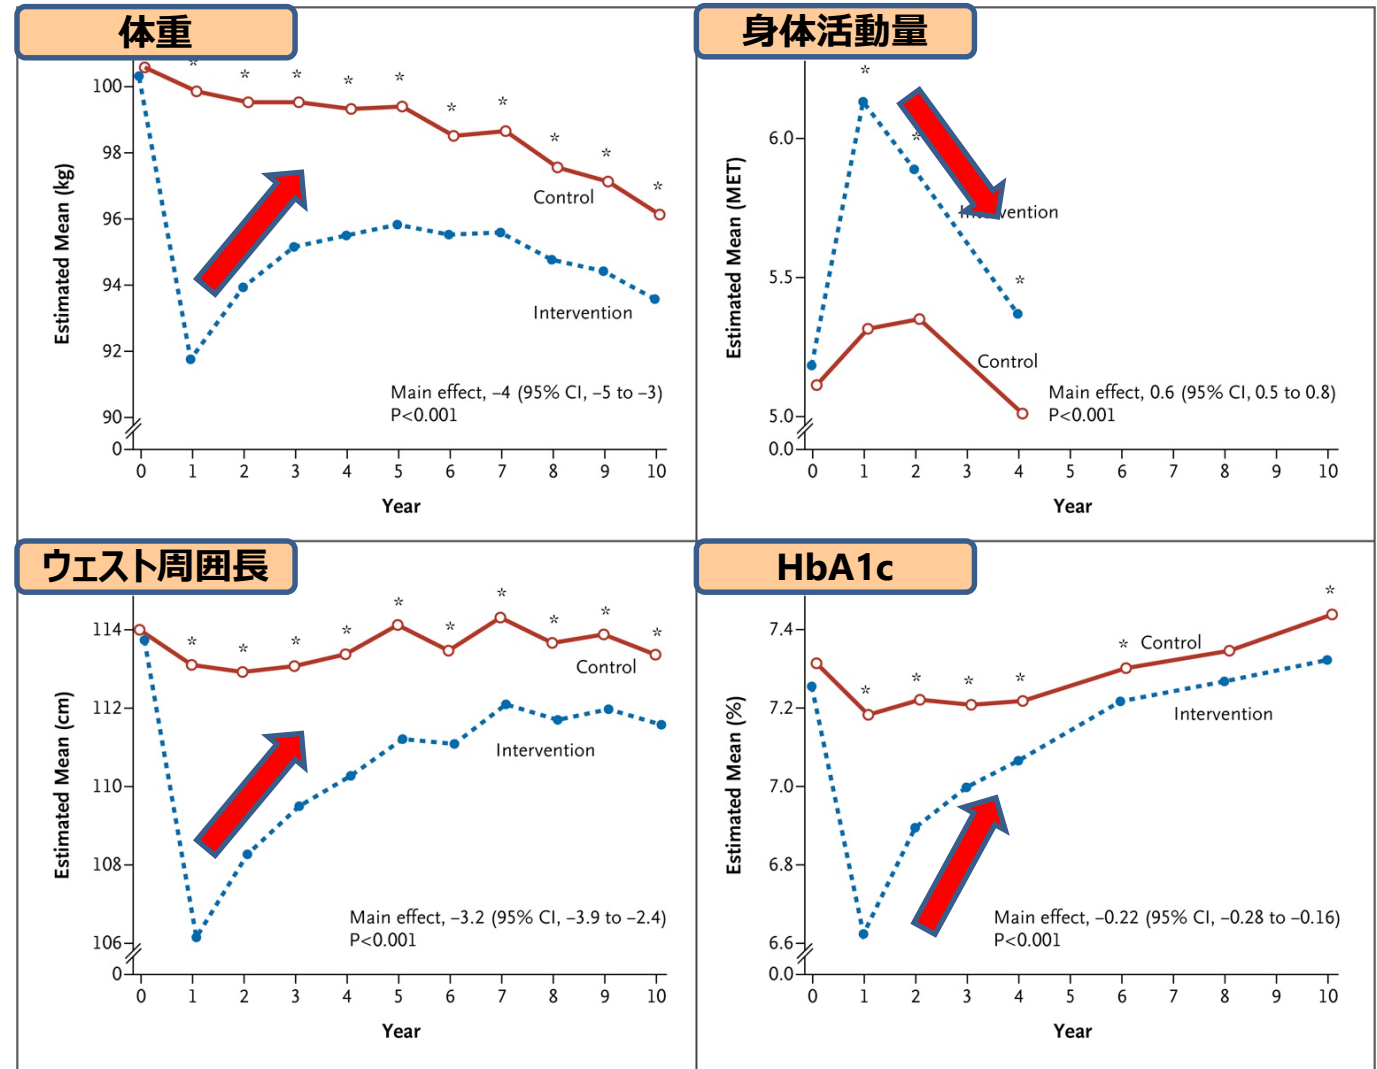 体重
100
98
96
94
92
90
0
Estimated Mean (kg)
* * * * * * * * * *
Control
Intervention
Main effect, –4 (95% CI, –5 to –3)
P<0.001
0 1 2 3 4 5 6 7 8 9 10
Year
身体活動量
6.0
5.5
5.0
0.0
Estimated Mean (MET)
* * *
Control
Main effect, 0.6 (95% CI, 0.5 to 0.8)
P<0.001
0 1 2 3 4 5 6 7 8 9 10
Year
ウェスト周囲長
114
112
110
108
106
0
Estimated Mean (cm)
* * * * * * * * * *
Control
Intervention
Main effect, –3.2 (95% CI, –3.9 to –2.4)
P<0.001
0 1 2 3 4 5 6 7 8 9 10
Year
HbA1c
7.4
7.2
7.0
6.8
6.6
0.0
Estimated Mean (%)
* * * * * *
Control
Intervention
Main effect, –0.22 (95% CI, –0.28 to –0.16)
P<0.001
0 1 2 3 4 5 6 7 8 9 10
Year